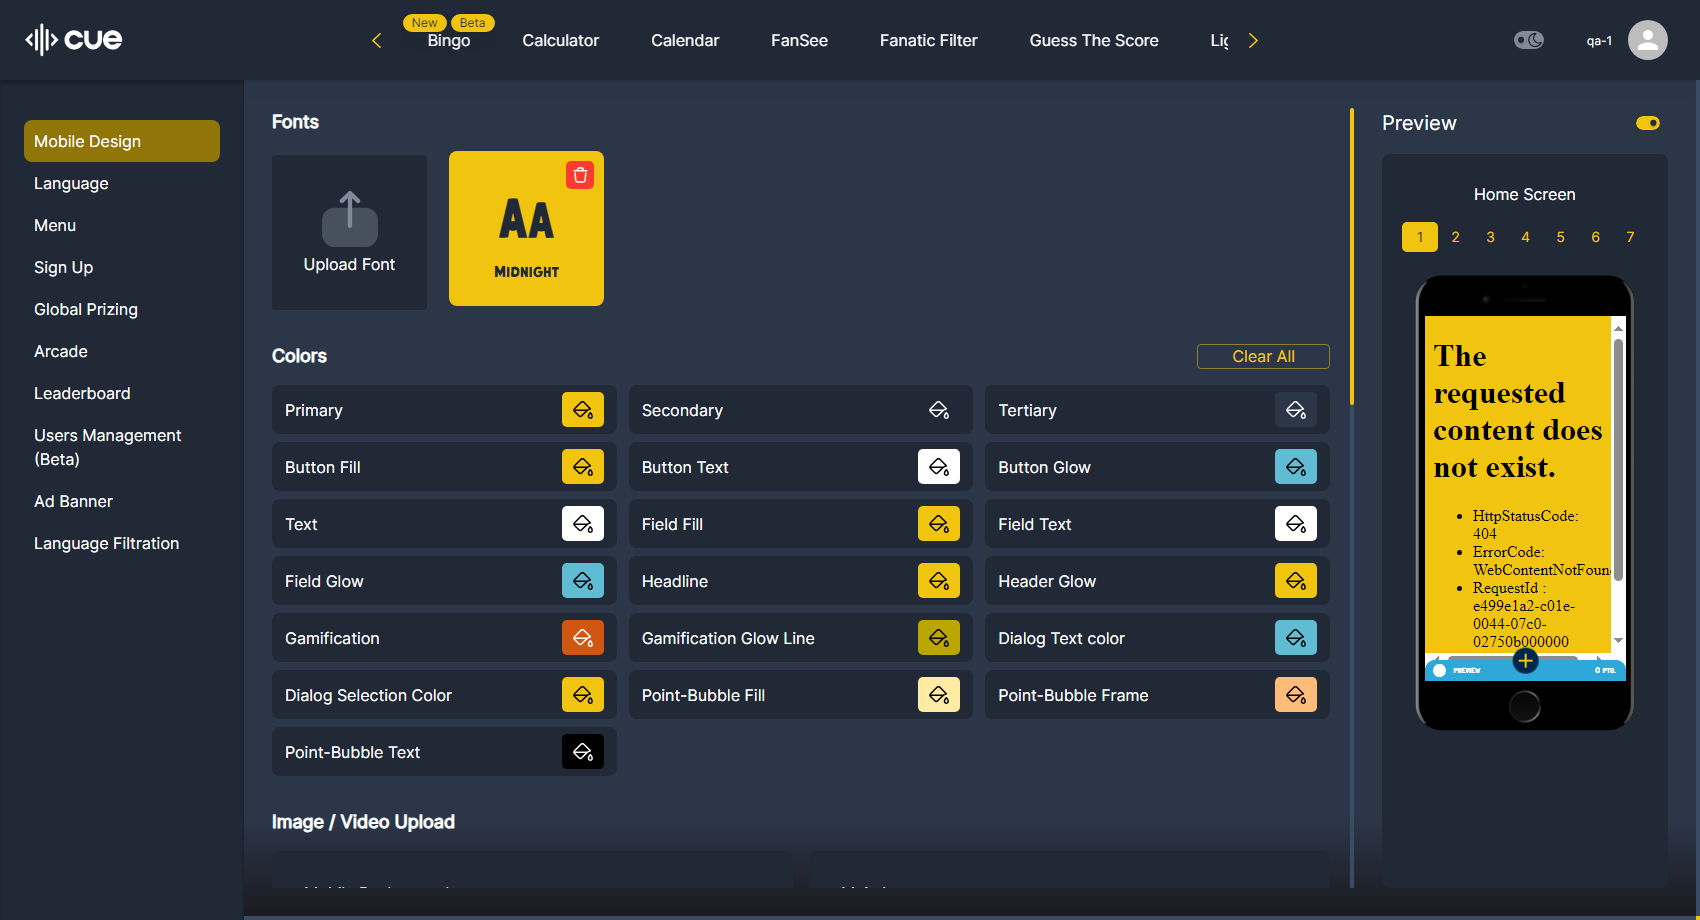 cue
New
Beta
Bingo
Calculator
Calendar
FanSee
Fanatic Filter
Guess The Score
qa-1
Mobile Design
Language
Menu
Sign Up
Global Prizing
Arcade
Leaderboard
Users Management
(Beta)
Ad Banner
Language Filtration
Fonts
Upload Font
AA
MIDNIGHT
Colors
Clear All
Primary
Secondary
Tertiary
Button Fill
Button Text
Button Glow
Text
Field Fill
Field Text
Field Glow
Headline
Header Glow
Gamification
Gamification Glow Line
Dialog Text color
Dialog Selection Color
Point-Bubble Fill
Point-Bubble Frame
Point-Bubble Text
Image / Video Upload
Preview
Home Screen
1 2 3 4 5 6 7
The
requested
content does
not exist.
• HttpStatusCode:
404
• ErrorCode:
WebContentNotFoun
• RequestId :
e499e1a2-c01e-
0044-07c0-
02750b000000
PREVIEW
0 PTS.